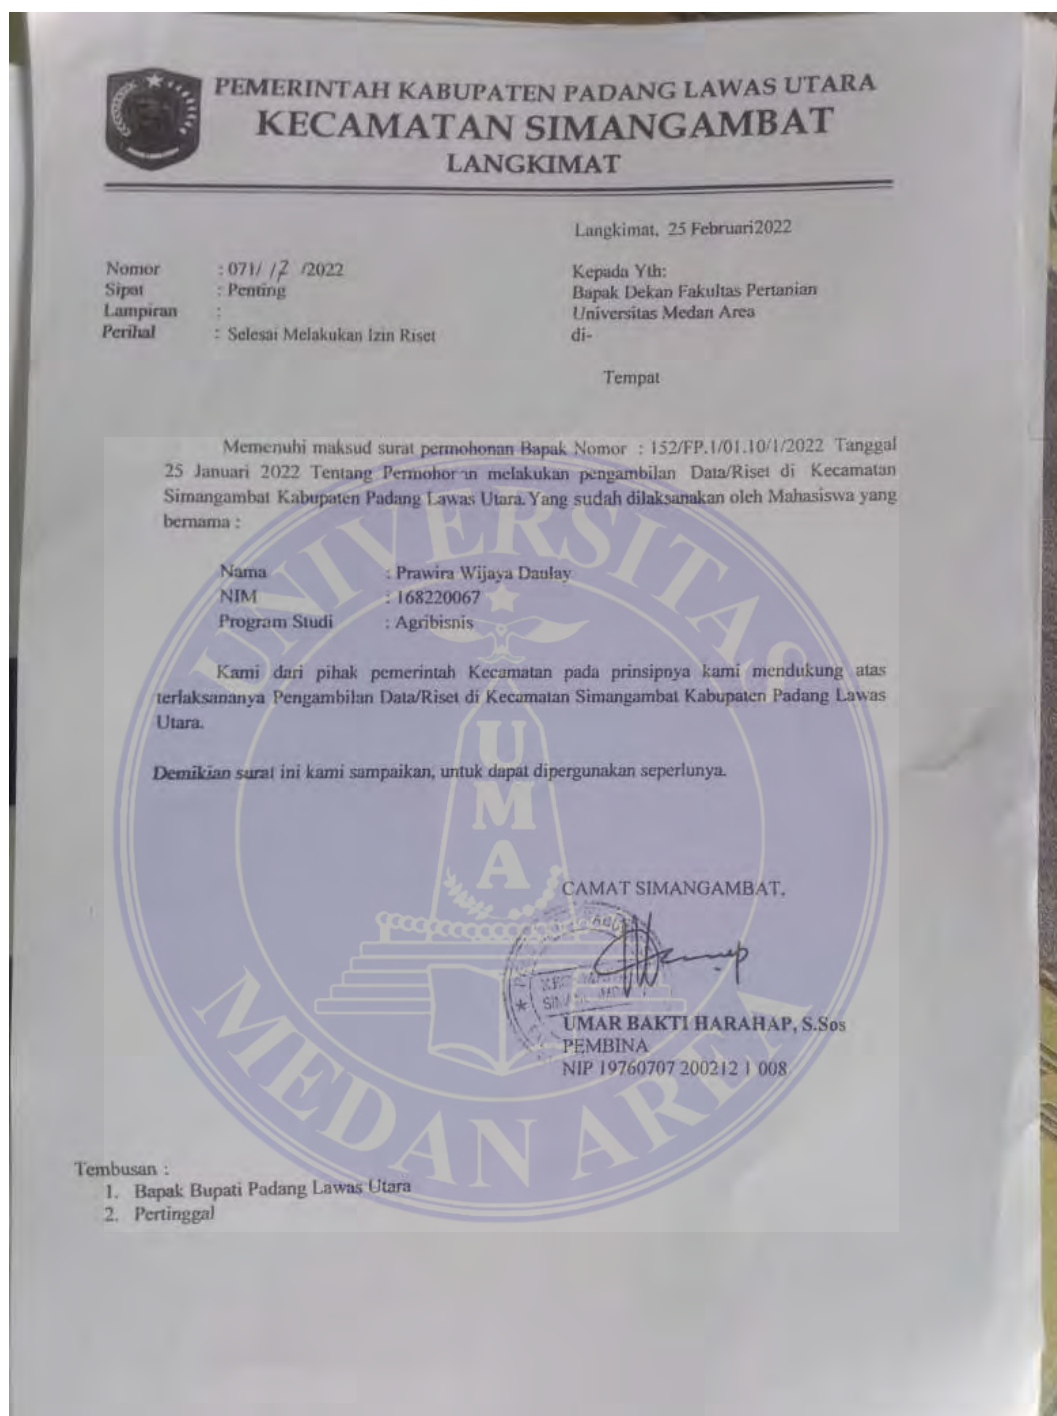 PEMERINTAH KABUPATEN PADANG LAWAS UTARA
KECAMATAN SIMANGAMBAT
LANGKIMAT
Langkimat, 25 Februari2022
Nomor : 071/ 17 /2022
Sipat : Penting
Lampiran :
Perihal : Selesai Melakukan Izin Riset
Kepada Yth:
Bapak Dekan Fakultas Pertanian
Universitas Medan Area
di-
Tempat
Memenuhi maksud surat permohonan Bapak Nomor : 152/FP.1/01.10/1/2022 Tanggal
25 Januari 2022 Tentang Permohonan melakukan pengambilan Data/Riset di Kecamatan
Simangambat Kabupaten Padang Lawas Utara. Yang sudah dilaksanakan oleh Mahasiswa yang
bernama :
Nama : Prawira Wijaya Daulay
NIM : 168220067
Program Studi : Agribisnis
Kami dari pihak pemerintah Kecamatan pada prinsipnya kami mendukung atas
terlaksananya Pengambilan Data/Riset di Kecamatan Simangambat Kabupaten Padang Lawas
Utara.
Demikian surat ini kami sampaikan, untuk dapat dipergunakan seperlunya.
CAMAT SIMANGAMBAT,
UMAR BAKTI HARAHAP, S.Sos
PEMBINA
NIP 19760707 200212 1 008
Tembusan :
1. Bapak Bupati Padang Lawas Utara
2. Pertinggal
UNIVERSITAS
UMA
MEDAN AREA